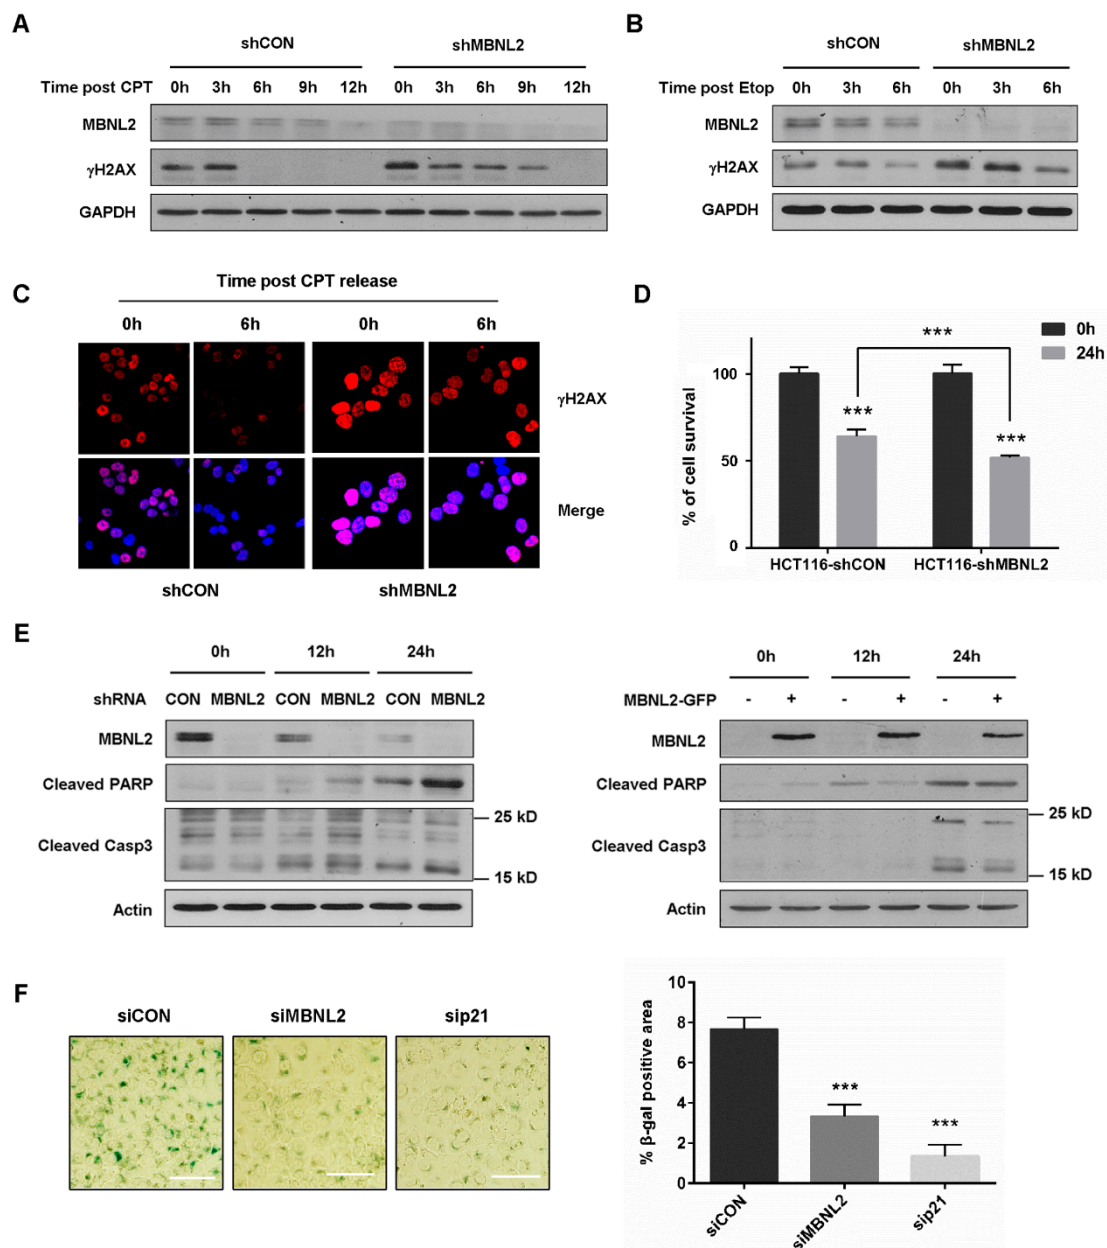 A
shCON shMBNL2
Time post CPT 0h 3h 6h 9h 12h 0h 3h 6h 9h 12h
MBNL2
γH2AX
GAPDH
B
shCON shMBNL2
Time post Etop 0h 3h 6h 0h 3h 6h
MBNL2
γH2AX
GAPDH
C
Time post CPT release
0h 6h 0h 6h
γH2AX
Merge
shCON shMBNL2
D
*** 0h
24h
% of cell survival
100
50
0
***
***
HCT116-shCON HCT116-shMBNL2
E
0h 12h 24h
shRNA CON MBNL2 CON MBNL2 CON MBNL2
MBNL2
Cleaved PARP
Cleaved Casp3
25 kD
15 kD
Actin
0h 12h 24h
MBNL2-GFP - + - + - +
MBNL2
Cleaved PARP
Cleaved Casp3
25 kD
15 kD
Actin
F
siCON siMBNL2 sip21
% β-gal positive area
10
8
6
4
2
0
***
***
siCON siMBNL2 sip21